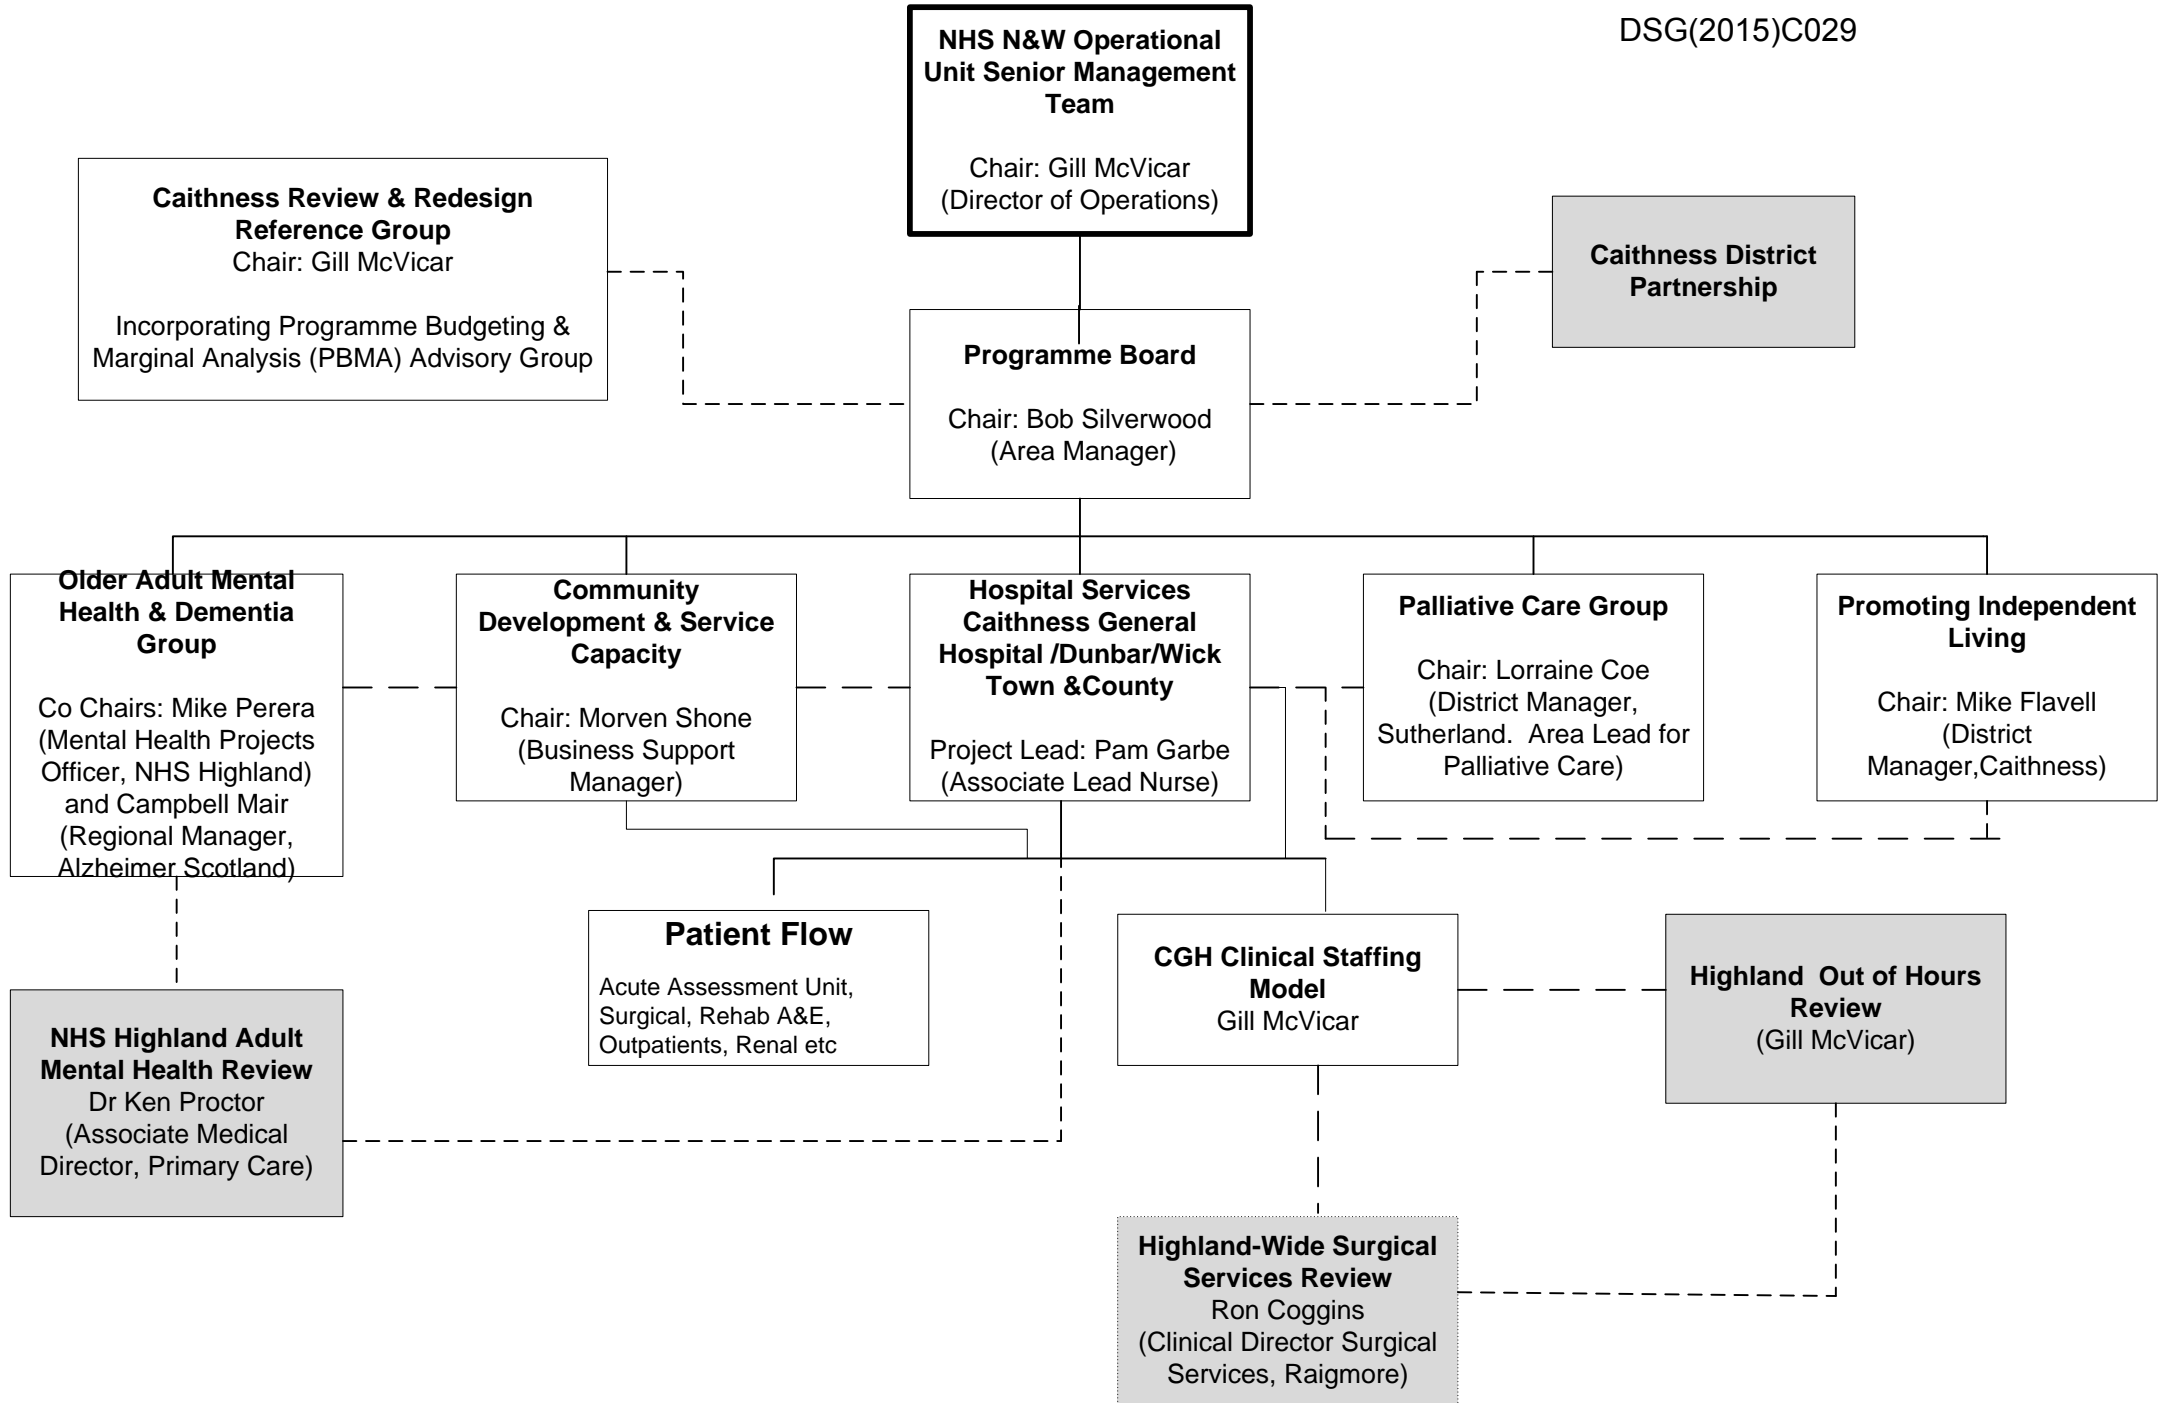 DSG(2015)C029
NHS N&W Operational
Unit Senior Management
Team
Chair: Gill McVicar
(Director of Operations)
Caithness Review & Redesign
Reference Group
Chair: Gill McVicar
Incorporating Programme Budgeting &
Marginal Analysis (PBMA) Advisory Group
Caithness District
Partnership
Programme Board
Chair: Bob Silverwood
(Area Manager)
Older Adult Mental
Health & Dementia
Group
Co Chairs: Mike Perera
(Mental Health Projects
Officer, NHS Highland)
and Campbell Mair
(Regional Manager,
Alzheimer Scotland)
Community
Development & Service
Capacity
Chair: Morven Shone
(Business Support
Manager)
Hospital Services
Caithness General
Hospital /Dunbar/Wick
Town &County
Project Lead: Pam Garbe
(Associate Lead Nurse)
Palliative Care Group
Chair: Lorraine Coe
(District Manager,
Sutherland.  Area Lead for
Palliative Care)
Promoting Independent
Living
Chair: Mike Flavell
(District
Manager,Caithness)
Patient Flow
Acute Assessment Unit,
Surgical, Rehab A&E,
Outpatients, Renal etc
CGH Clinical Staffing
Model
Gill McVicar
Highland  Out of Hours
Review
(Gill McVicar)
NHS Highland Adult
Mental Health Review
Dr Ken Proctor
(Associate Medical
Director, Primary Care)
Highland-Wide Surgical
Services Review
Ron Coggins
(Clinical Director Surgical
Services, Raigmore)